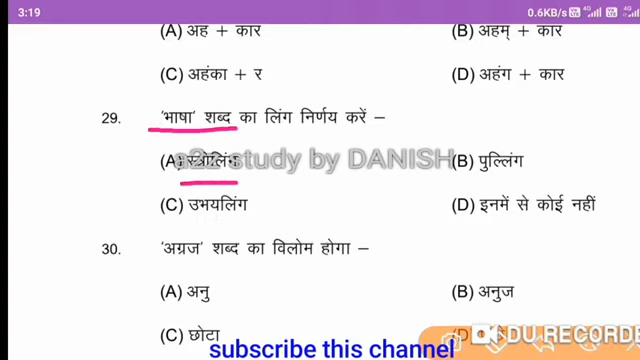 3:19 0.6KB/s
(A) अह + कार (B) अहम् + कार
(C) अहंका + र (D) अहंग + कार
29. 'भाषा' शब्द का लिंग निर्णय करें –
(A) स्त्रीलिंग (B) पुल्लिंग
a2z study by DANISH
(C) उभयलिंग (D) इनमें से कोई नहीं
30. 'अग्रज' शब्द का विलोम होगा –
(A) अनु (B) अनुज
(C) छोटा (D)
DU RECORDER
subscribe this channel